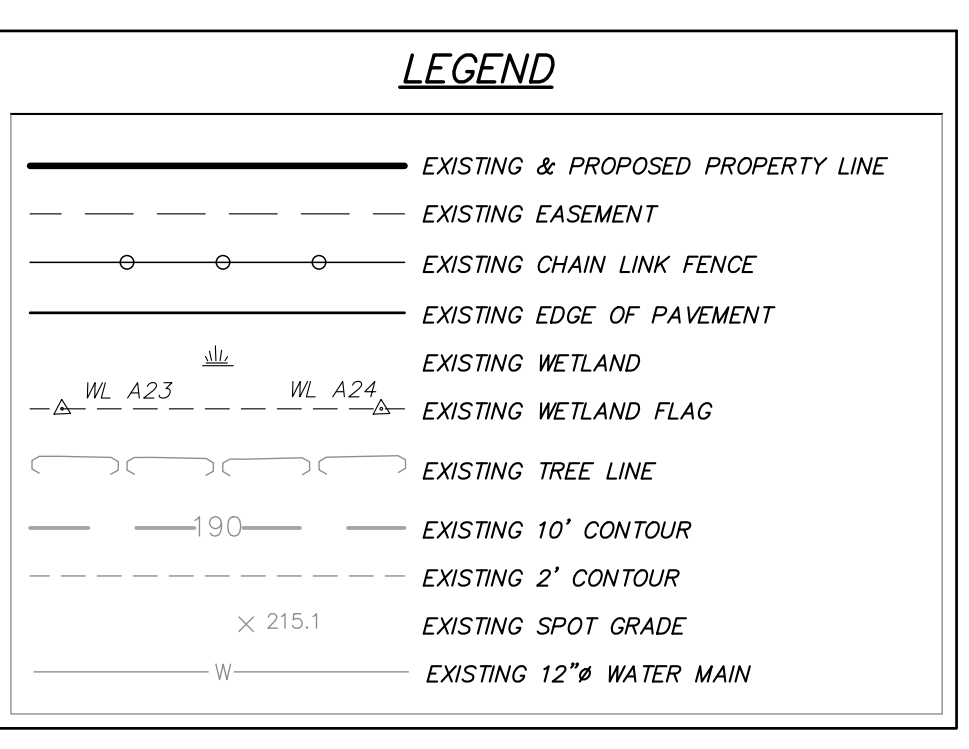 LEGEND
EXISTING & PROPOSED PROPERTY LINE
EXISTING EASEMENT
EXISTING CHAIN LINK FENCE
EXISTING EDGE OF PAVEMENT
EXISTING WETLAND
WL A23 WL A24
EXISTING WETLAND FLAG
EXISTING TREE LINE
190 EXISTING 10' CONTOUR
EXISTING 2' CONTOUR
× 215.1 EXISTING SPOT GRADE
W EXISTING 12"ø WATER MAIN